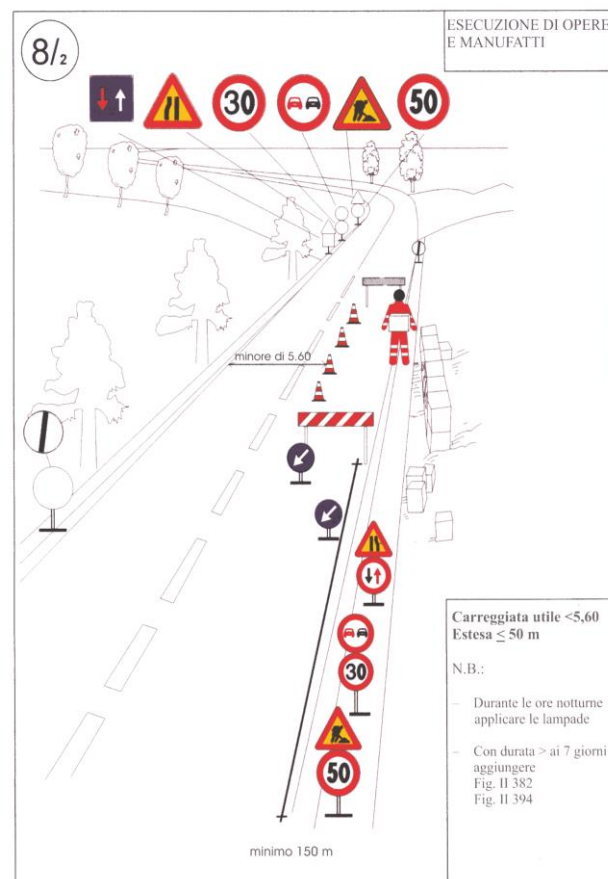 8/2
ESECUZIONE DI OPERE
E MANUFATTI
30
50
minore di 5.60
30
50
minimo 150 m
Carreggiata utile <5,60
Estesa ≤ 50 m
N.B.:
– Durante le ore notturne
applicare le lampade
– Con durata > ai 7 giorni
aggiungere
Fig. II 382
Fig. II 394